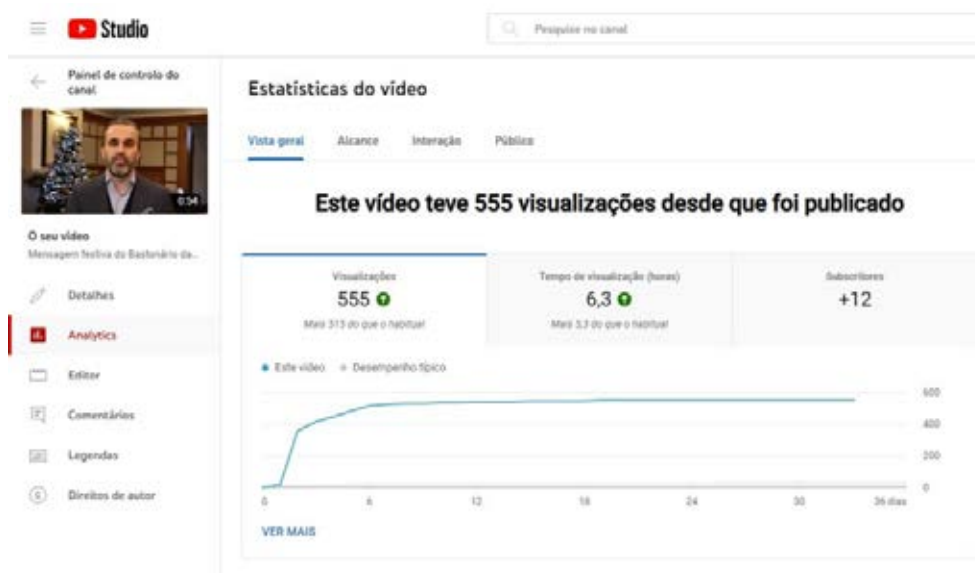 Studio
Pesquise no canal
Painel de controlo do
canal
0:54
O seu vídeo
Mensagem festiva do Bastonário da...
Detalhes
Analytics
Editor
Comentários
Legendas
Direitos de autor
Estatísticas do vídeo
Vista geral Alcance Interação Público
Este vídeo teve 555 visualizações desde que foi publicado
Visualizações
555
Mais 313 do que o habitual
Tempo de visualização (horas)
6,3
Mais 3,3 do que o habitual
Subscritores
+12
Este vídeo Desempenho típico
600
400
200
0
0 6 12 18 24 30 36 dias
VER MAIS